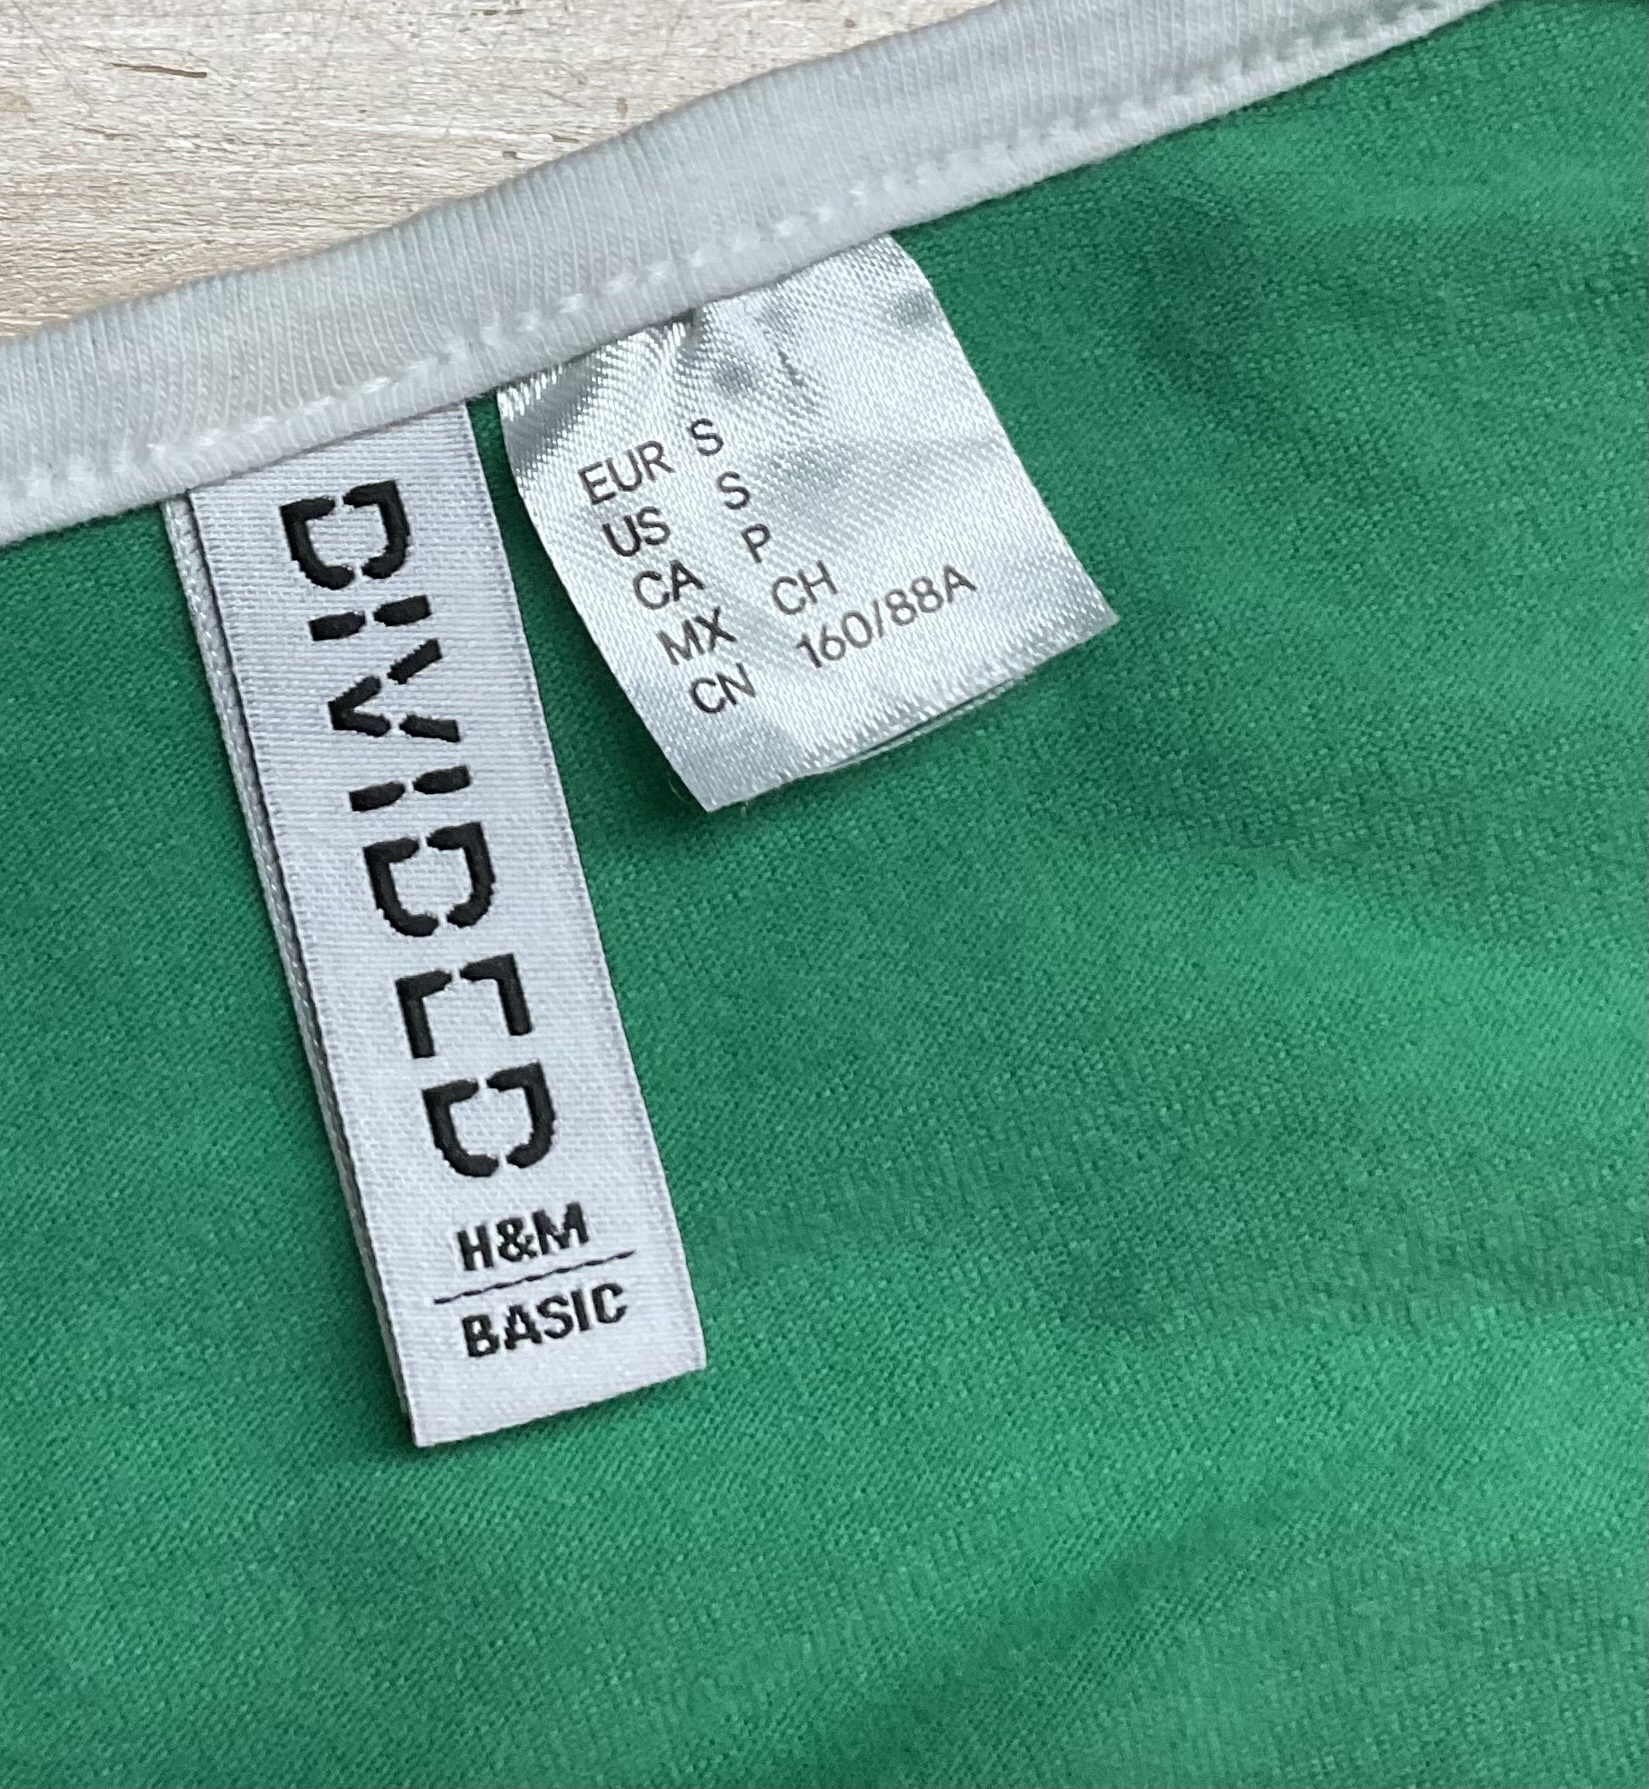 DIVIDED
H&M
BASIC
EUR S
US S
CA P
MX CH
CN 160/88A